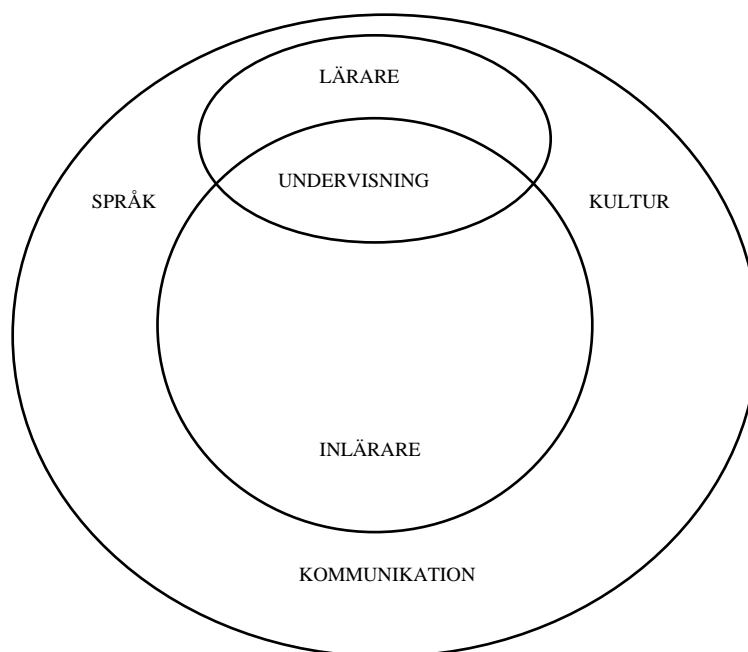 LÄRARE
UNDERVISNING
SPRÅK
KULTUR
INLÄRARE
KOMMUNIKATION